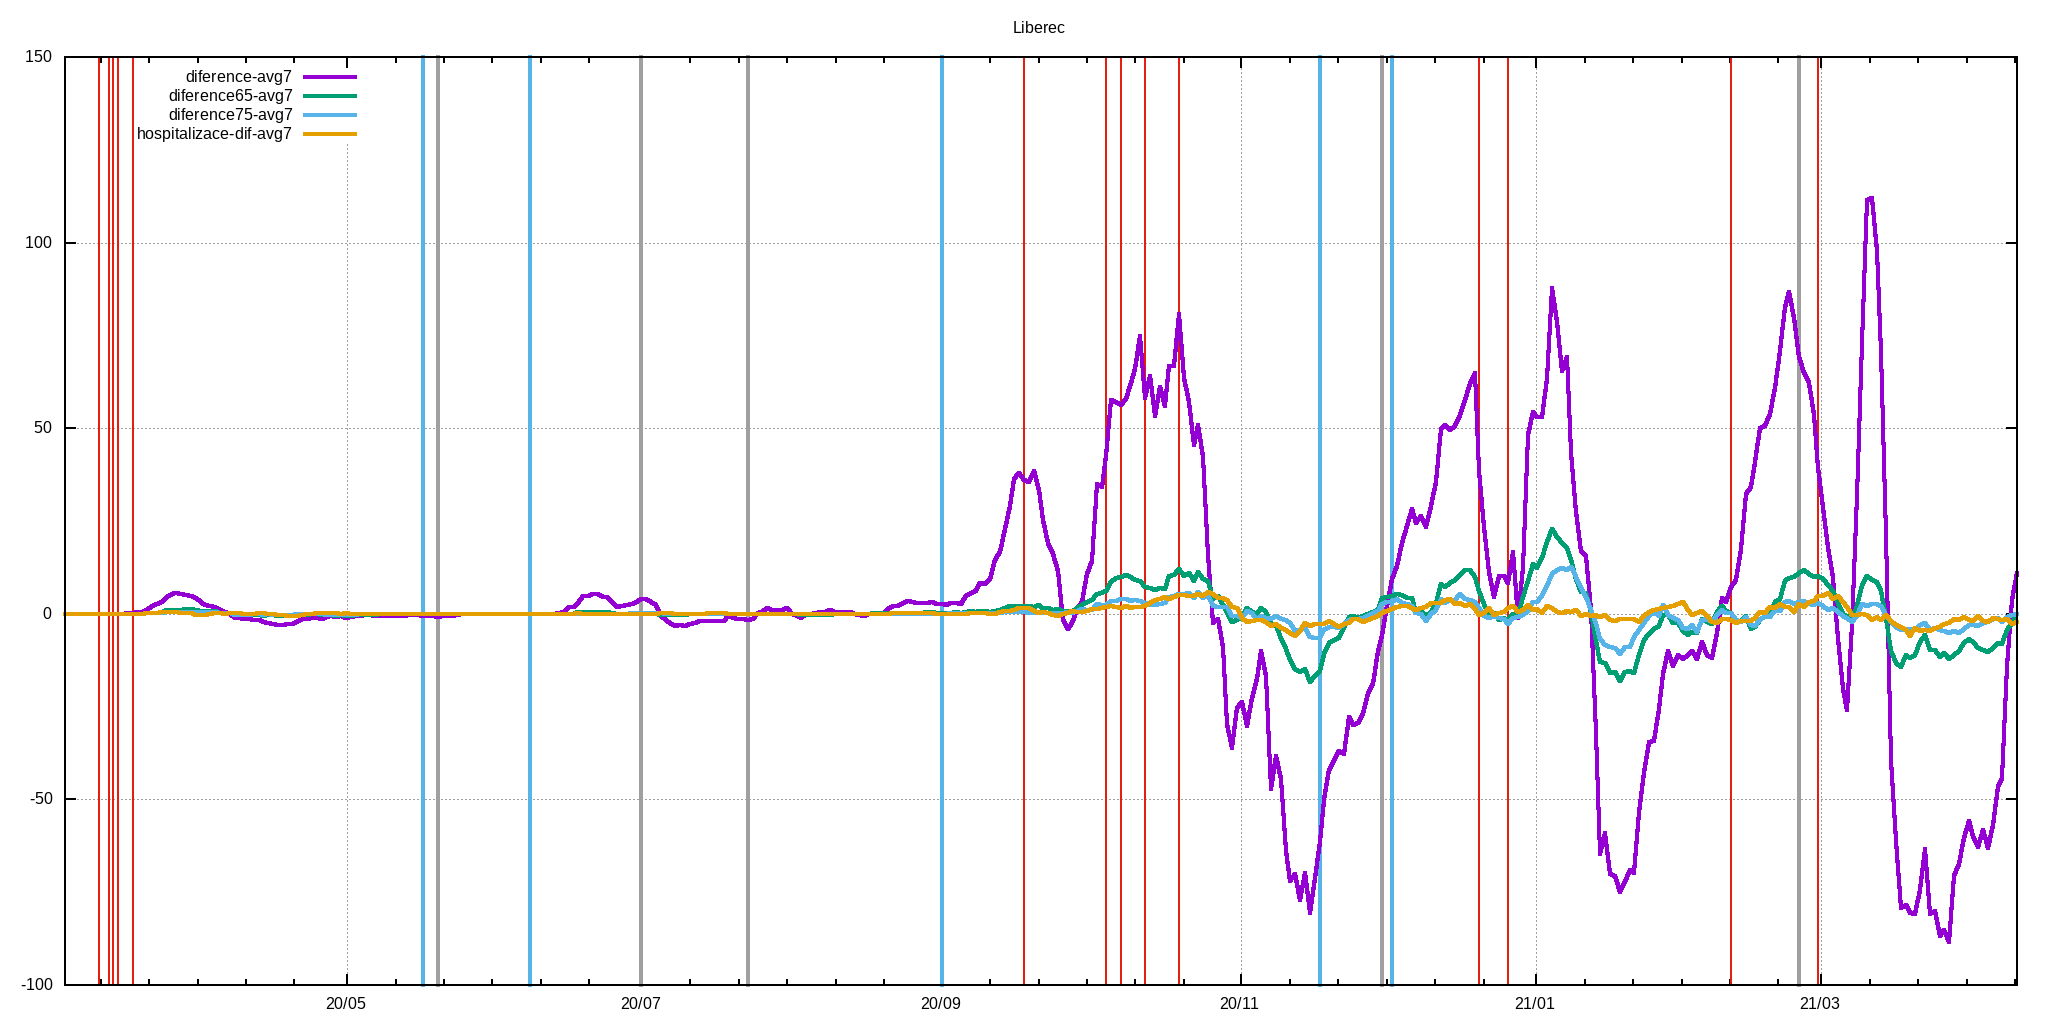 Liberec
150
diference-avg7
diference65-avg7
diference75-avg7
hospitalizace-dif-avg7
100
50
0
-50
-100
20/05 20/07 20/09 20/11 21/01 21/03